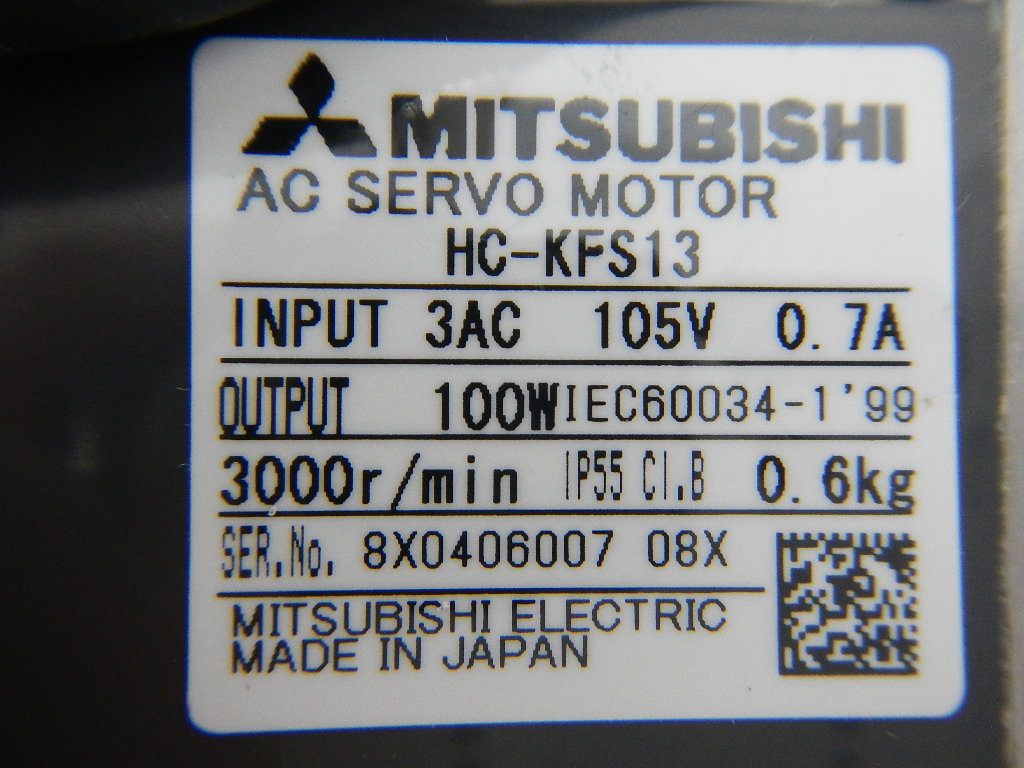 MITSUBISHI
AC SERVO MOTOR
HC-KFS13
INPUT 3AC 105V 0.7A
OUTPUT 100W IEC60034-1'99
3000r/min IP55 CI.B 0.6kg
SER.No. 8X0406007 08X
MITSUBISHI ELECTRIC
MADE IN JAPAN